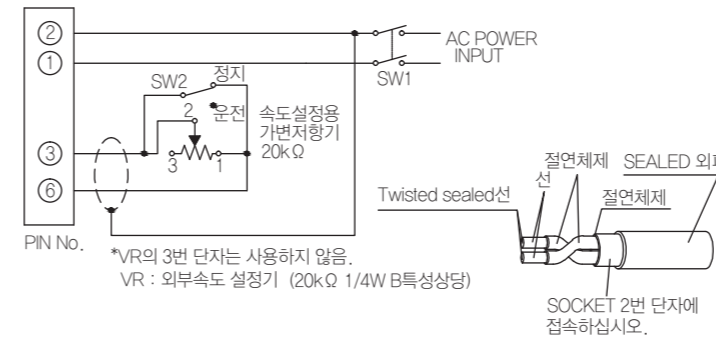 ②
①
③
⑥
PIN No.
AC POWER
INPUT
SW1
SW2
정지
운전
2
3
1
속도설정용
가변저항기
20kΩ
*VR의 3번 단자는 사용하지 않음.
VR : 외부속도 설정기 (20kΩ 1/4W B특성상당)
Twisted sealed선
선
절연체제
SEALED
절연체제
SOCKET 2번 단자에
접속하십시오.